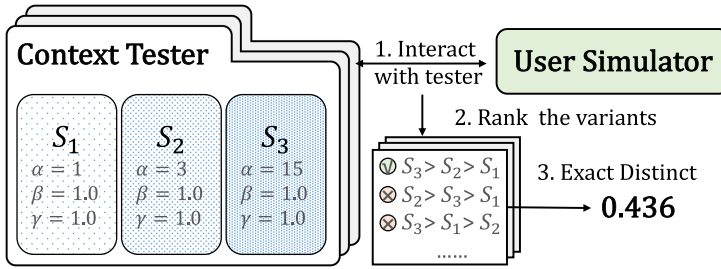 Context Tester
S1
α = 1
β = 1.0
γ = 1.0
S2
α = 3
β = 1.0
γ = 1.0
S3
α = 15
β = 1.0
γ = 1.0
1. Interact
with tester
User Simulator
2. Rank the variants
S3> S2> S1
S2> S3> S1
S3> S1> S2
......
3. Exact Distinct
0.436